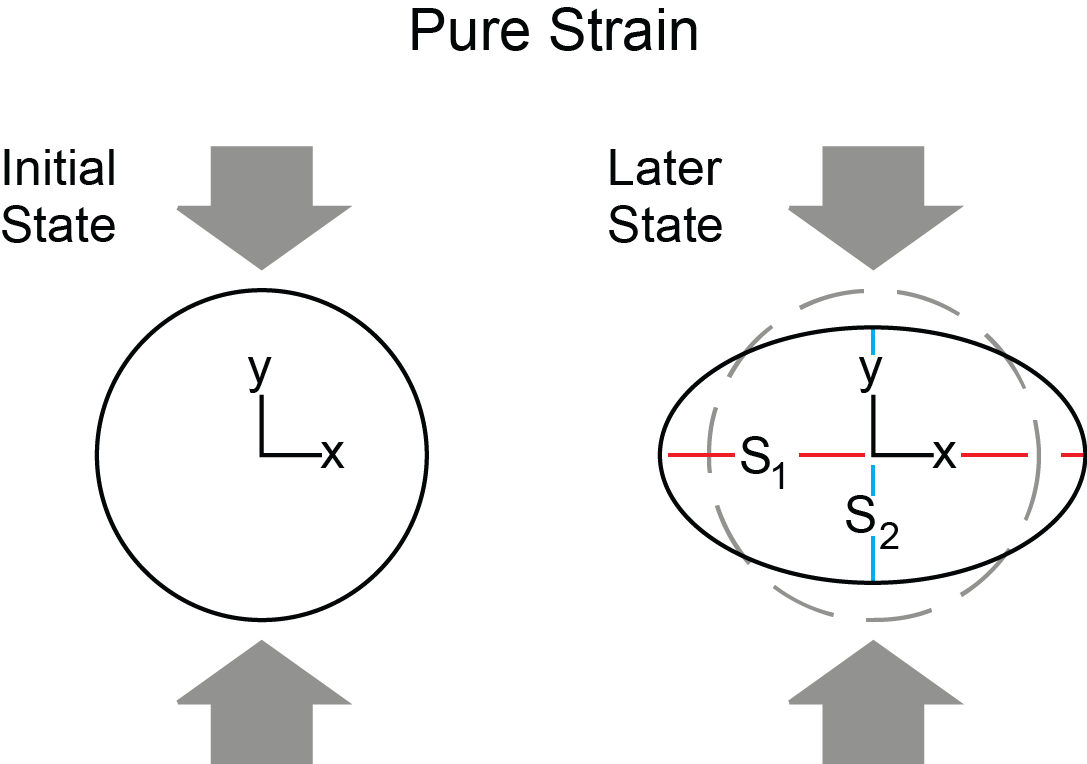 Pure Strain
Initial
State
y
x
Later
State
y
S1
x
S2